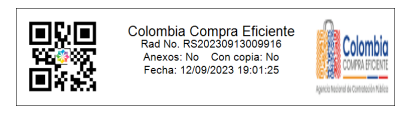 Colombia Compra Eficiente
Rad No. RS20230913009916
Anexos: No Con copia: No
Fecha: 12/09/2023 19:01:25
Colombia
COMPRA EFICIENTE
Agencia Nacional de Contratación Pública